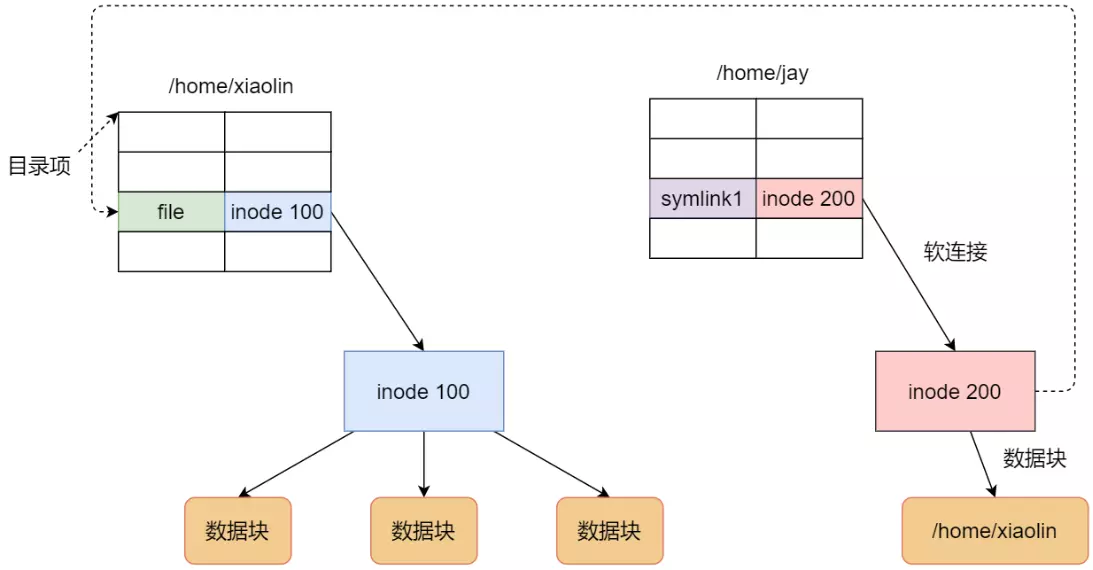 /home/xiaolin
/home/jay
目录项
file
inode 100
symlink1
inode 200
软连接
inode 100
inode 200
数据块
数据块
数据块
数据块
/home/xiaolin